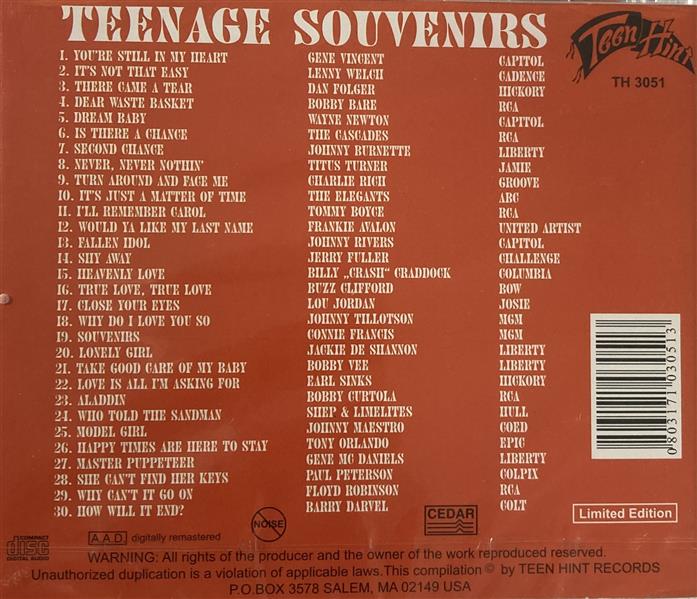 TEENAGE SOUVENIRS
Teen Hint
TH 3051
1. YOU'RE STILL IN MY HEART GENE VINCENT CAPITOL
2. IT'S NOT THAT EASY LENNY WELCH CADENCE
3. THERE CAME A TEAR DAN FOLGER HICKORY
4. DEAR WASTE BASKET BOBBY BARE RCA
5. DREAM BABY WAYNE NEWTON CAPITOL
6. IS THERE A CHANCE THE CASCADES RCA
7. SECOND CHANCE JOHNNY BURNETTE LIBERTY
8. NEVER, NEVER NOTHIN' TITUS TURNER JAMIE
9. TURN AROUND AND FACE ME CHARLIE RICH GROOVE
10. IT'S JUST A MATTER OF TIME THE ELEGANTS ABC
11. I'LL REMEMBER CAROL TOMMY BOYCE RCA
12. WOULD YA LIKE MY LAST NAME FRANKIE AVALON UNITED ARTIST
13. FALLEN IDOL JOHNNY RIVERS CAPITOL
14. SHY AWAY JERRY FULLER CHALLENGE
15. HEAVENLY LOVE BILLY „CRASH“ CRADDOCK COLUMBIA
16. TRUE LOVE, TRUE LOVE BUZZ CLIFFORD BOW
17. CLOSE YOUR EYES LOU JORDAN JOSIE
18. WHY DO I LOVE YOU SO JOHNNY TILLOTSON MGM
19. SOUVENIRS CONNIE FRANCIS MGM
20. LONELY GIRL JACKIE DE SHANNON LIBERTY
21. TAKE GOOD CARE OF MY BABY BOBBY VEE LIBERTY
22. LOVE IS ALL I'M ASKING FOR EARL SINKS HICKORY
23. ALADDIN BOBBY CURTOLA RCA
24. WHO TOLD THE SANDMAN SHEP & LIMELITES HULL
25. MODEL GIRL JOHNNY MAESTRO COED
26. HAPPY TIMES ARE HERE TO STAY TONY ORLANDO EPIC
27. MASTER PUPPETEER GENE MC DANIELS LIBERTY
28. SHE CAN'T FIND HER KEYS PAUL PETERSON COLPIX
29. WHY CAN'T IT GO ON FLOYD ROBINSON RCA
30. HOW WILL IT END? BARRY DARVEL COLT
0803171030513
COMPACT disc DIGITAL AUDIO
A.A.D. digitally remastered
NOISE
CEDAR
Limited Edition
WARNING: All rights of the producer and the owner of the work reproduced reserved.
Unauthorized duplication is a violation of applicable laws.This compilation © by TEEN HINT RECORDS
P.O.BOX 3578 SALEM, MA 02149 USA